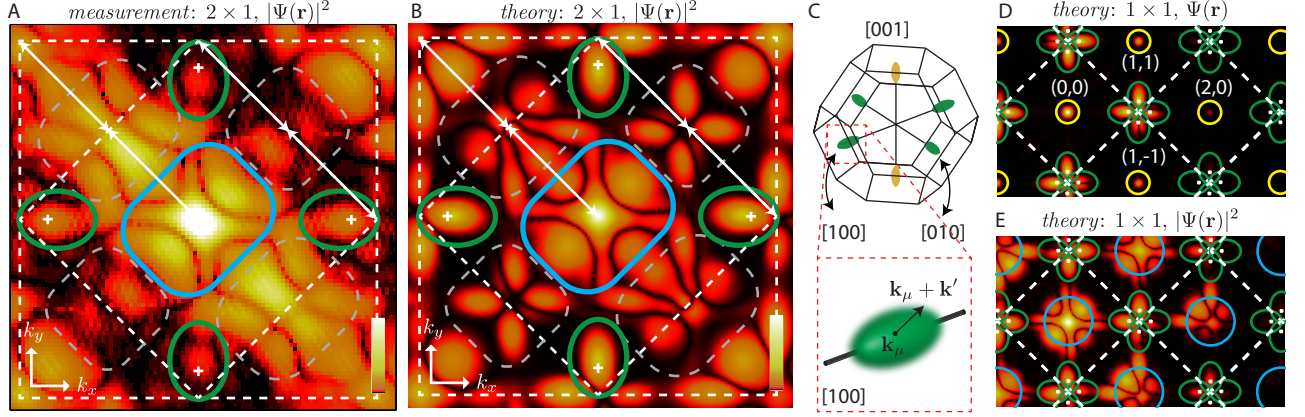 A
measurement: 2 × 1, |Ψ(r)|²
k_y
k_x
B
theory: 2 × 1, |Ψ(r)|²
k_y
k_x
C
[001]
[100]
[010]
k_μ + k′
k_μ
[100]
D
theory: 1 × 1, Ψ(r)
(1,1)
(0,0)
(2,0)
(1,-1)
E
theory: 1 × 1, |Ψ(r)|²